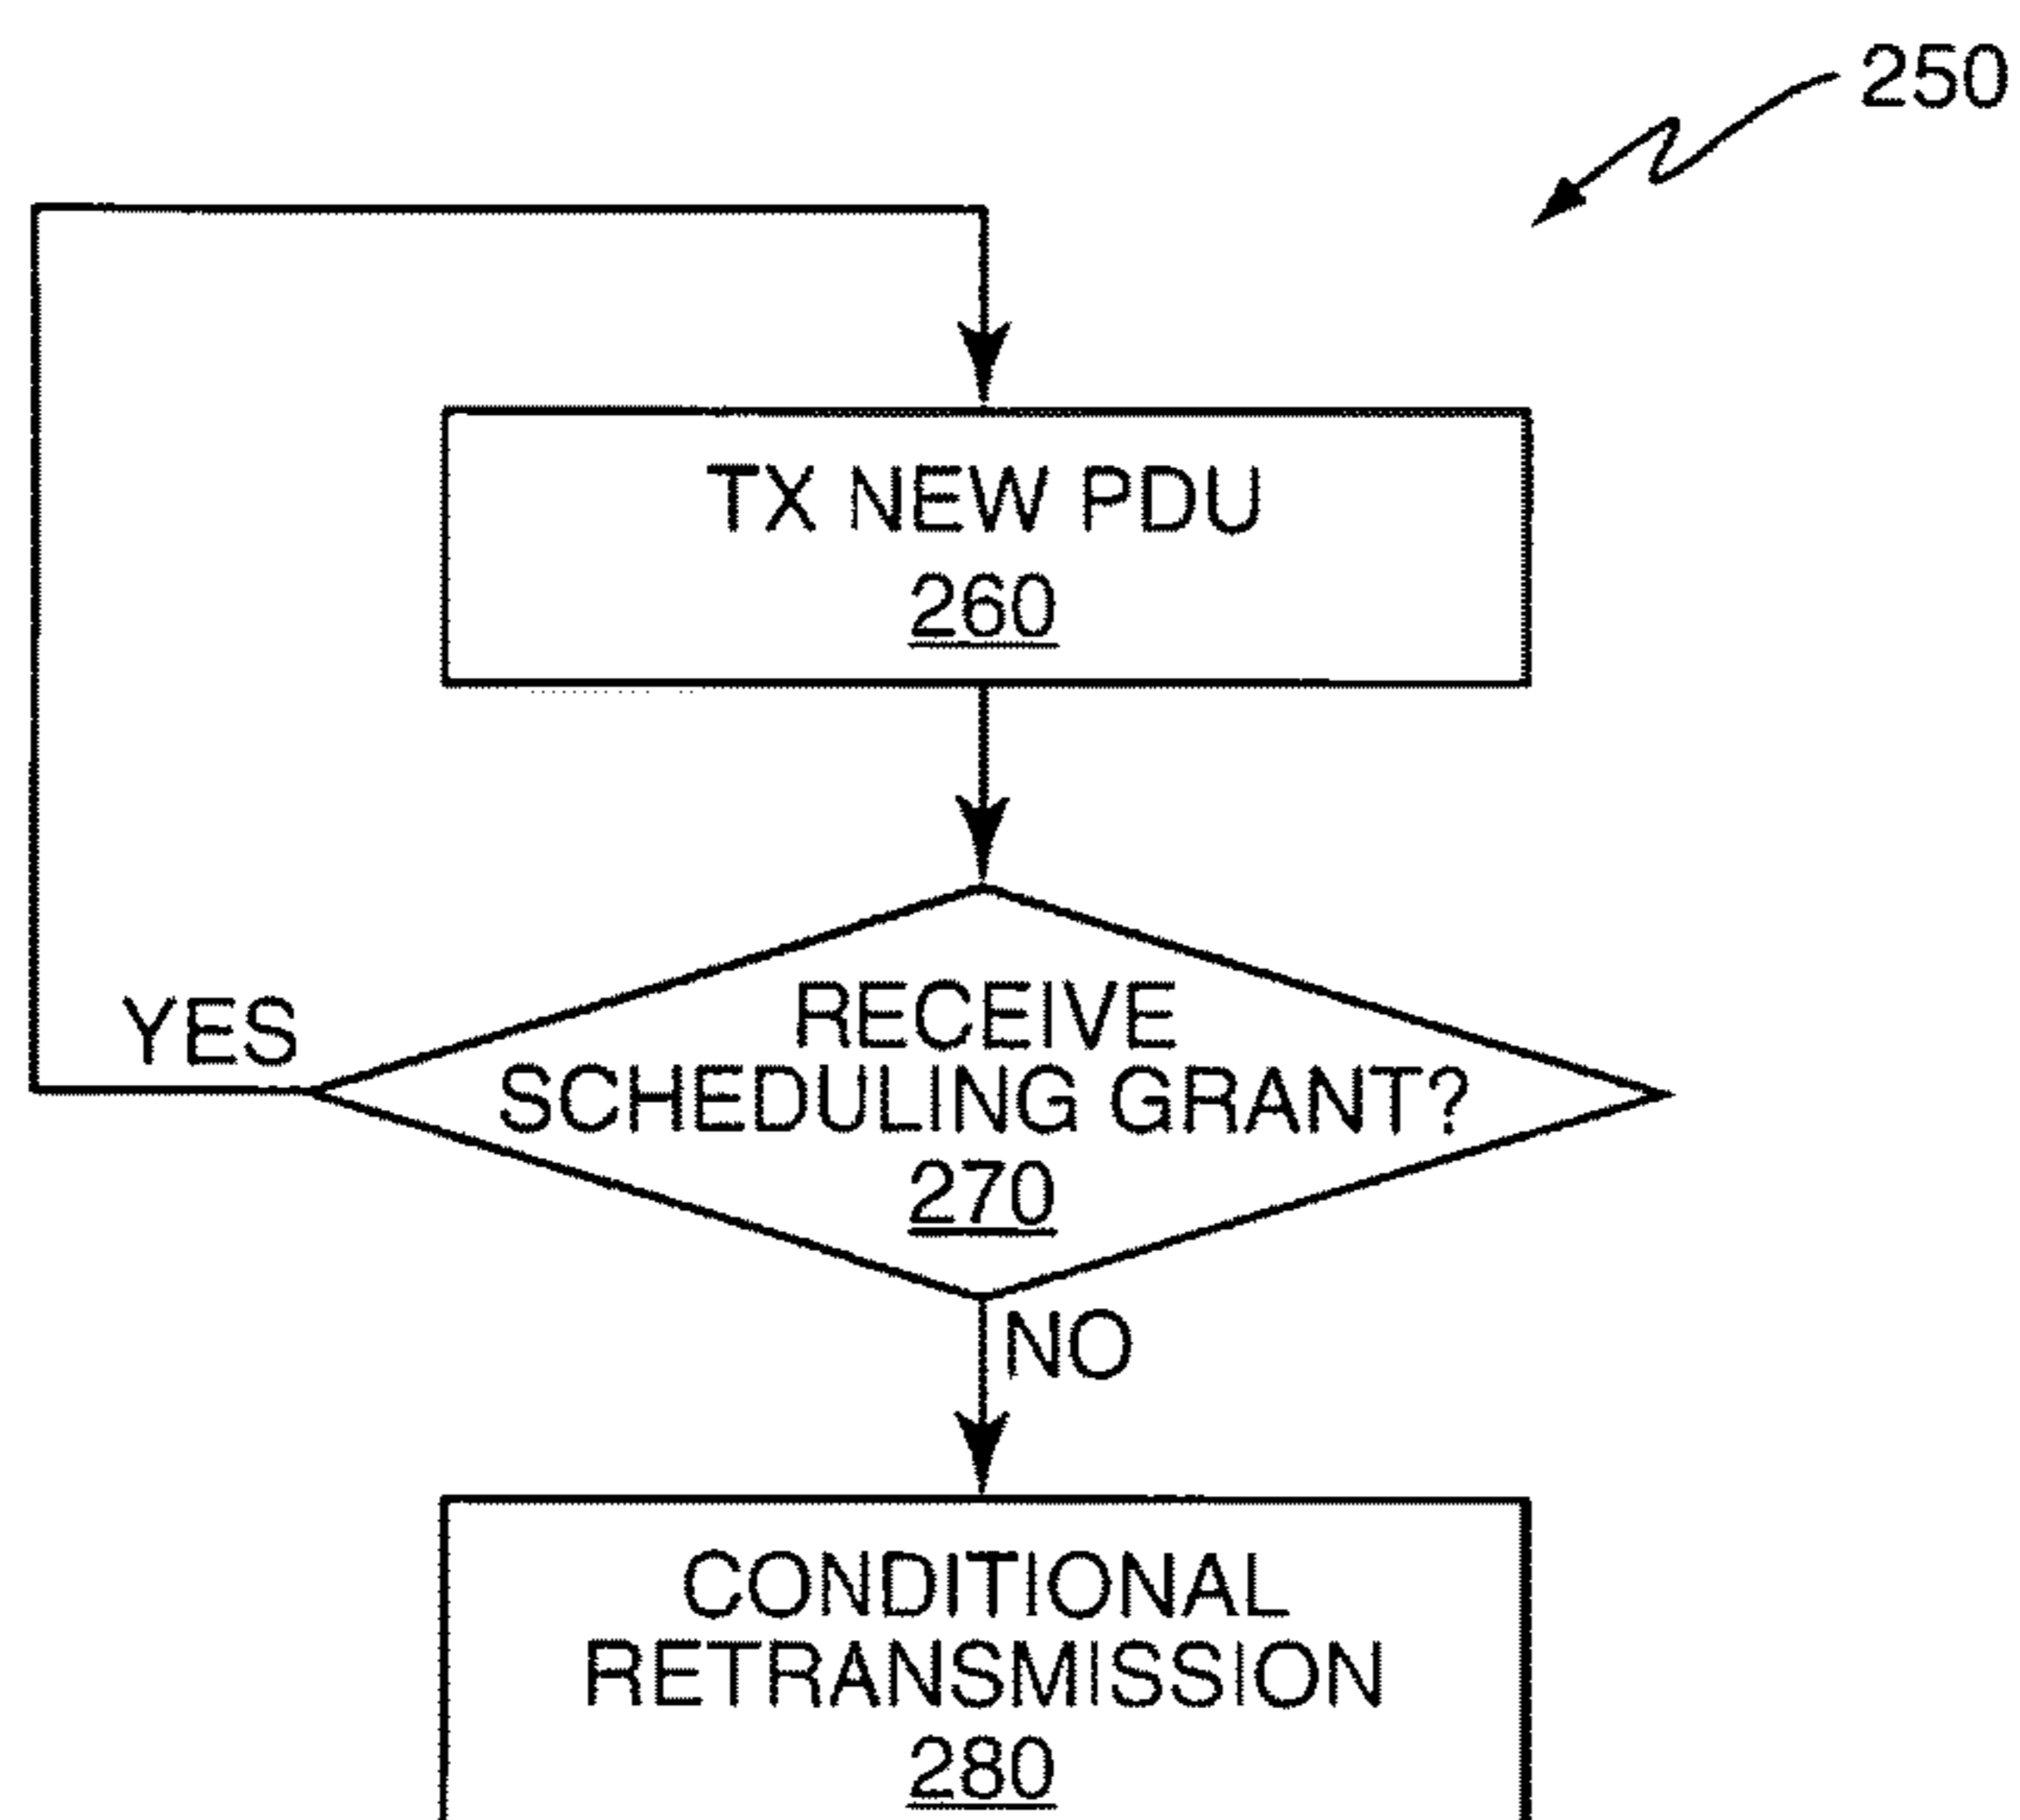 250
TX NEW PDU
260
YES
RECEIVE
SCHEDULING GRANT?
270
NO
CONDITIONAL
RETRANSMISSION
280